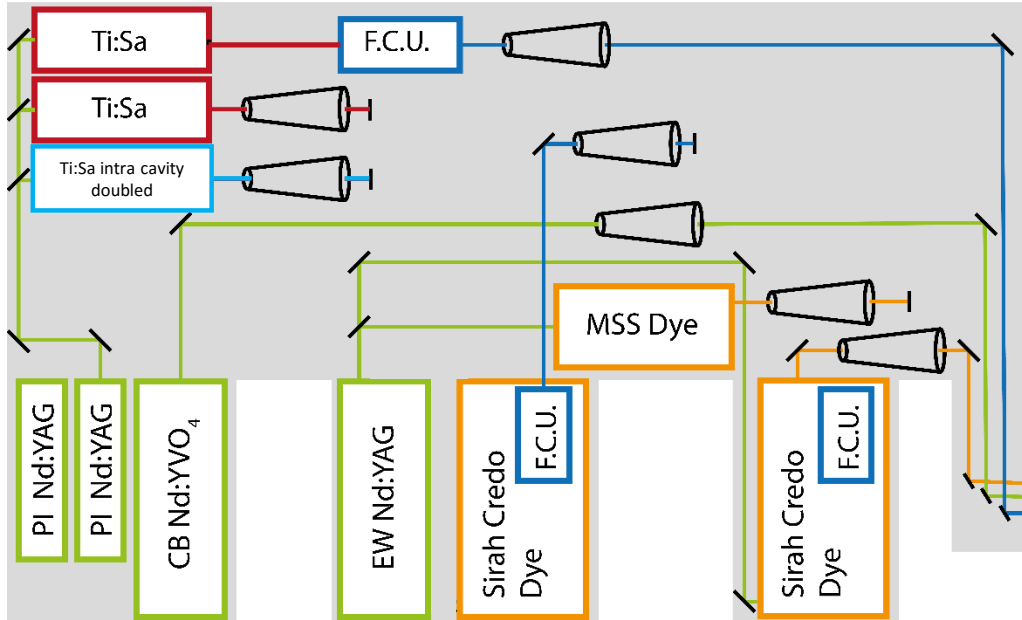 Ti:Sa
F.C.U.
Ti:Sa
Ti:Sa intra cavity
doubled
MSS Dye
PI Nd:YAG
PI Nd:YAG
CB Nd:YVO₄
EW Nd:YAG
Sirah Credo
Dye
F.C.U.
Sirah Credo
Dye
F.C.U.